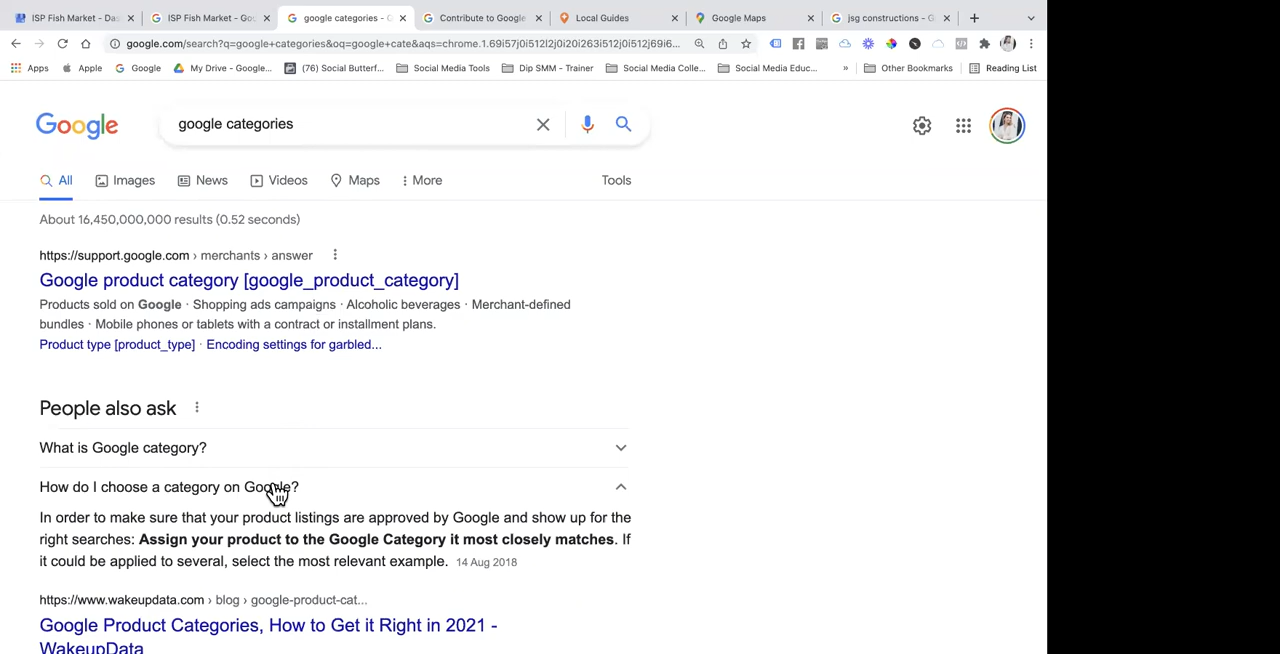 ISP Fish Market - Das
ISP Fish Market - Goo
google categories - G
Contribute to Google
Local Guides
Google Maps
jsg constructions - G
google.com/search?q=google+categories&oq=google+cate&aqs=chrome.1.69i57j0i512l2j0i20i263i512j0i512j69i6...
Apps
Apple
Google
My Drive - Google...
(76) Social Butterf...
Social Media Tools
Dip SMM - Trainer
Social Media Colle...
Social Media Educ...
»
Other Bookmarks
Reading List
Google
google categories
All
Images
News
Videos
Maps
More
Tools
About 16,450,000,000 results (0.52 seconds)
https://support.google.com › merchants › answer
Google product category [google_product_category]
Products sold on Google · Shopping ads campaigns · Alcoholic beverages · Merchant-defined
bundles · Mobile phones or tablets with a contract or installment plans.
Product type [product_type] · Encoding settings for garbled...
People also ask
What is Google category?
How do I choose a category on Google?
In order to make sure that your product listings are approved by Google and show up for the
right searches: Assign your product to the Google Category it most closely matches. If
it could be applied to several, select the most relevant example. 14 Aug 2018
https://www.wakeupdata.com › blog › google-product-cat...
Google Product Categories, How to Get it Right in 2021 -
WakeupData